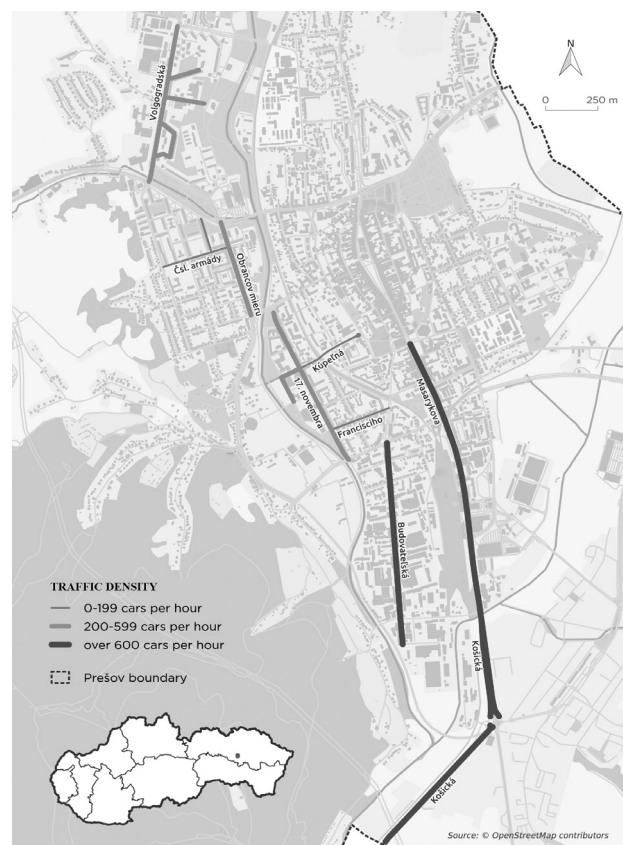 N
0 250 m
Volgogradská
Čsl. armády
Obrancov mieru
Kúpeľná
17. novembra
Masarykova
Francisciho
Budovateľská
TRAFFIC DENSITY
0-199 cars per hour
200-599 cars per hour
over 600 cars per hour
Prešov boundary
Košická
Košická
Source: © OpenStreetMap contributors